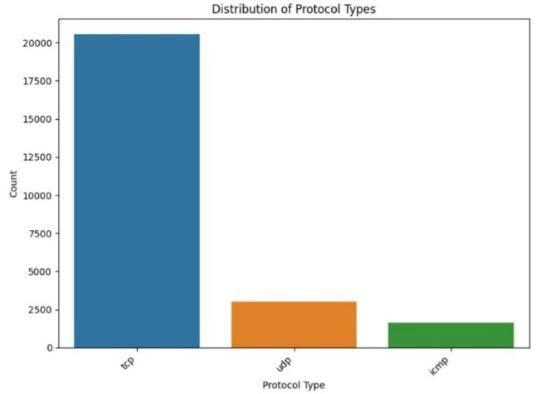 Distribution of Protocol Types
20000
17500
15000
12500
10000
7500
5000
2500
0
Count
tcp
udp
icmp
Protocol Type